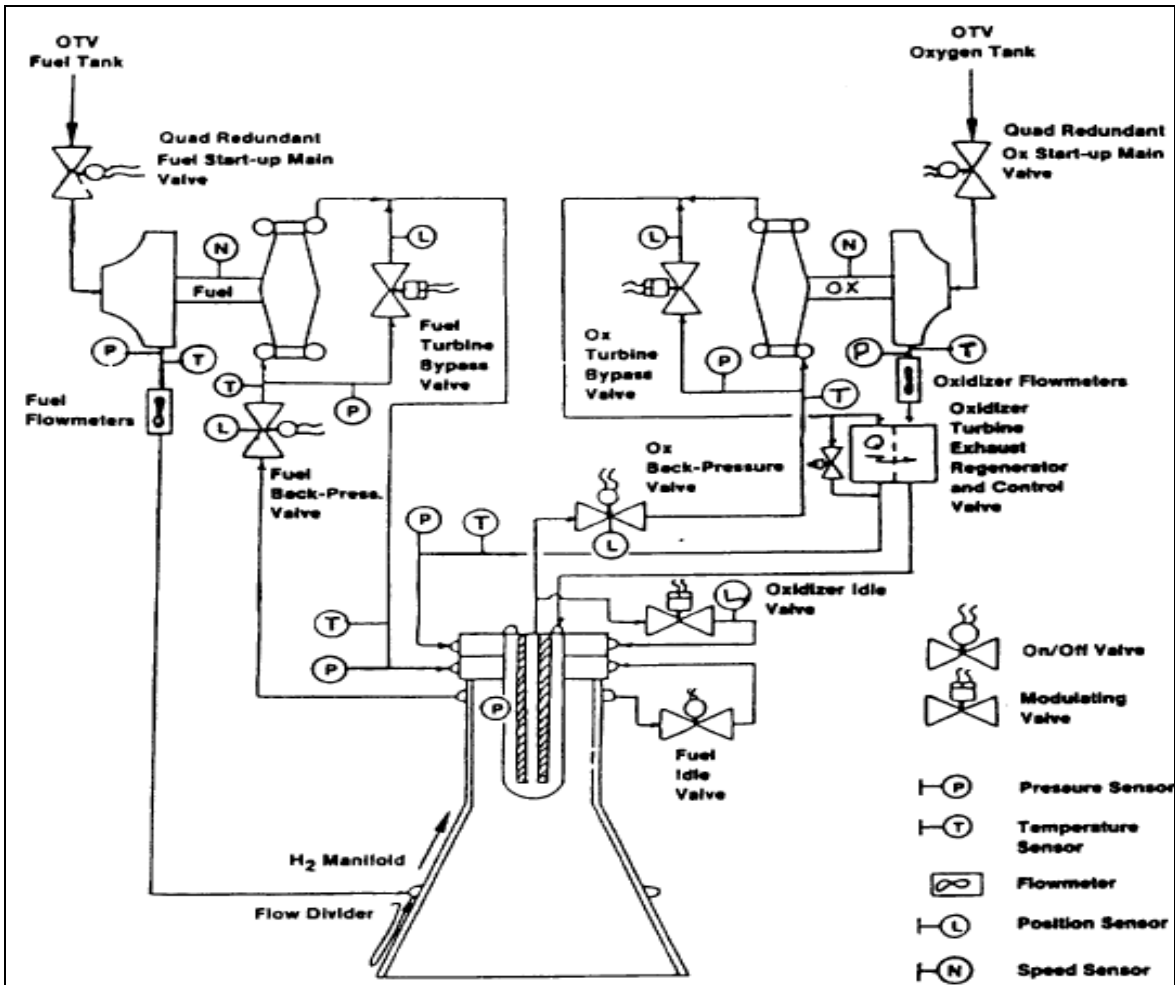 OTV
Fuel Tank
OTV
Oxygen Tank
Quad Redundant
Fuel Start-up Main
Valve
Quad Redundant
Ox Start-up Main
Valve
N
L
L
N
Fuel
OX
Fuel
Turbine
Bypass
Valve
Ox
Turbine
Bypass
Valve
P
T
T
P
P
T
P
T
Fuel
Flowmeters
L
Fuel
Back-Press.
Valve
Oxidizer Flowmeters
Oxidizer
Turbine
Exhaust
Regenerator
and Control
Valve
Q
Ox
Back-Pressure
Valve
P
T
L
Oxidizer Idle
Valve
L
T
P
P
Fuel
Idle
Valve
H2 Manifold
Flow Divider
On/Off Valve
Modulating
Valve
P
Pressure Sensor
T
Temperature
Sensor
Flowmeter
L
Position Sensor
N
Speed Sensor